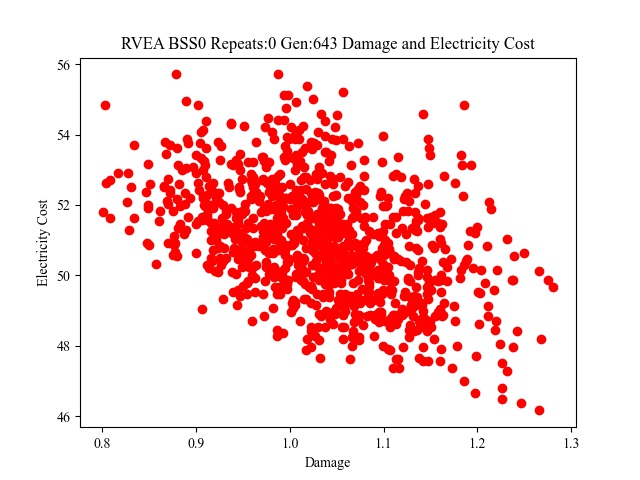 RVEA BSS0 Repeats:0 Gen:643 Damage and Electricity Cost
56
54
52
50
48
46
Electricity Cost
0.8 0.9 1.0 1.1 1.2 1.3
Damage